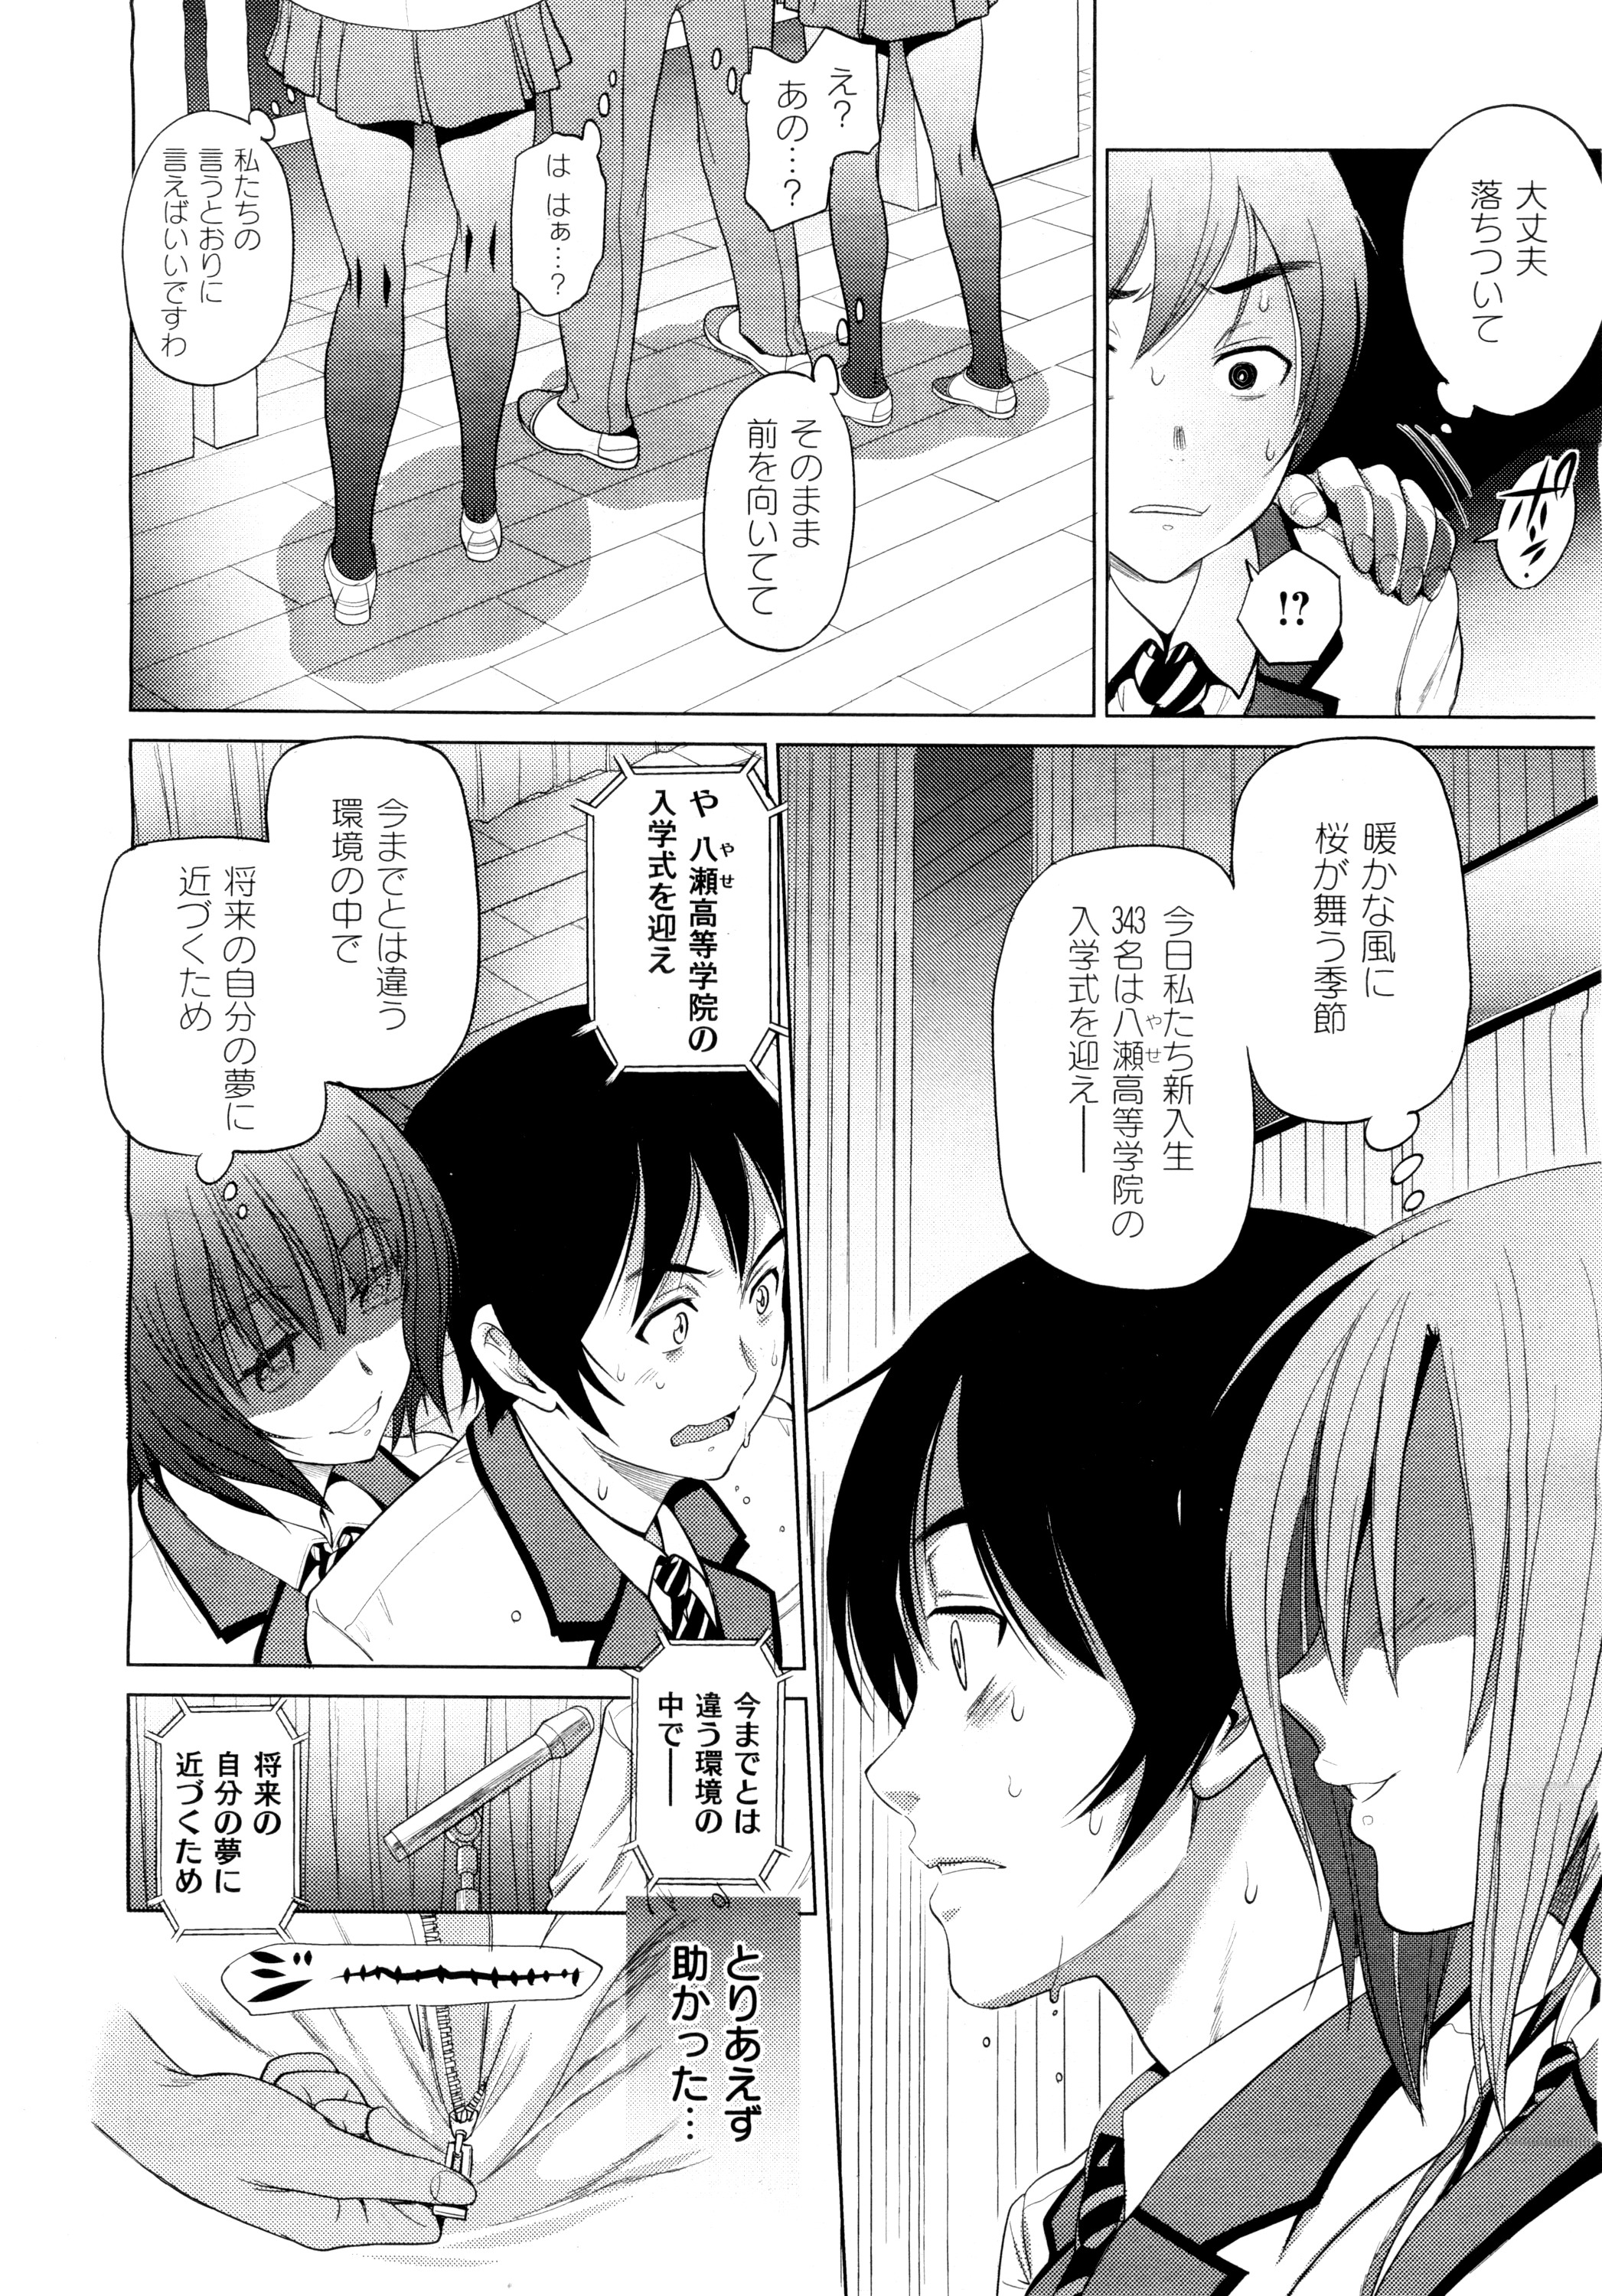 大丈夫
落ちついて
ポン
!?
え?
あの…?
そのまま
前を向いてて
は はぁ…?
私たちの
言うとおりに
言えばいいですわ
暖かな風に
桜が舞う季節
今日私たち新入生
343名は八瀬高等学院の
やせ
入学式を迎え――
や 八瀬高等学院の
やせ
入学式を迎え
今までとは違う
環境の中で
将来の自分の夢に
近づくため
今までとは
違う環境の
中で――
将来の
自分の夢に
近づくため
とりあえず
助かった…